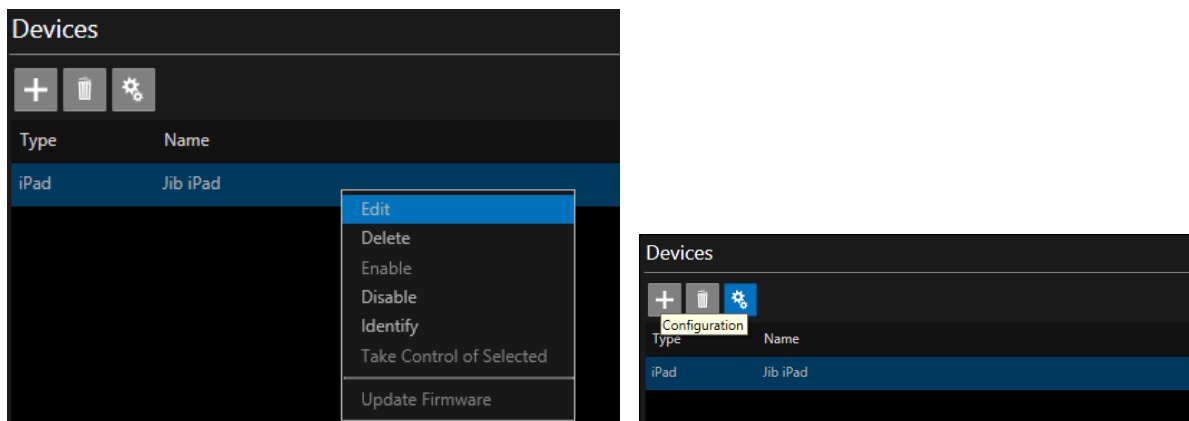 Devices
Type Name
iPad Jib iPad
Edit
Delete
Enable
Disable
Identify
Take Control of Selected
Update Firmware
Devices
Configuration
Type Name
iPad Jib iPad